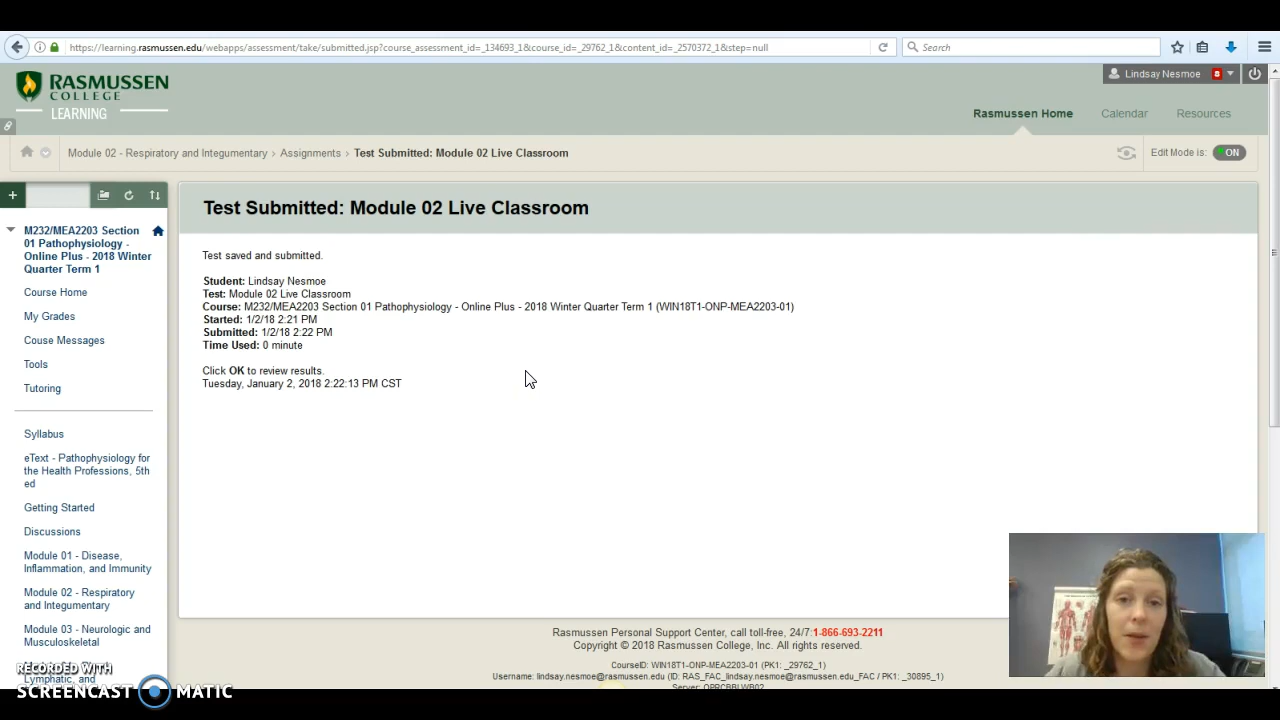 https://learning.rasmussen.edu/webapps/assessment/take/submitted.jsp?course_assessment_id=_134693_1&course_id=_29762_1&content_id=_2570372_1&step=null
Search
RASMUSSEN
COLLEGE
LEARNING
Lindsay Nesmoe 8
Rasmussen Home Calendar Resources
Module 02 - Respiratory and Integumentary > Assignments > Test Submitted: Module 02 Live Classroom
Edit Mode is: ON
M232/MEA2203 Section
01 Pathophysiology -
Online Plus - 2018 Winter
Quarter Term 1
Course Home
My Grades
Couse Messages
Tools
Tutoring
Syllabus
eText - Pathophysiology for
the Health Professions, 5th
ed
Getting Started
Discussions
Module 01 - Disease,
Inflammation, and Immunity
Module 02 - Respiratory
and Integumentary
Module 03 - Neurologic and
Musculoskeletal
Lymphatic, and
Test Submitted: Module 02 Live Classroom
Test saved and submitted.
Student: Lindsay Nesmoe
Test: Module 02 Live Classroom
Course: M232/MEA2203 Section 01 Pathophysiology - Online Plus - 2018 Winter Quarter Term 1 (WIN18T1-ONP-MEA2203-01)
Started: 1/2/18 2:21 PM
Submitted: 1/2/18 2:22 PM
Time Used: 0 minute
Click OK to review results.
Tuesday, January 2, 2018 2:22:13 PM CST
Rasmussen Personal Support Center, call toll-free, 24/7:1-866-693-2211
Copyright © 2018 Rasmussen College, Inc. All rights reserved.
CourseID: WIN18T1-ONP-MEA2203-01 (PK1: _29762_1)
Username: lindsay.nesmoe@rasmussen.edu (ID: RAS_FAC_lindsay.nesmoe@rasmussen.edu_FAC / PK1: _30895_1)
RECORDED WITH
SCREENCAST MATIC